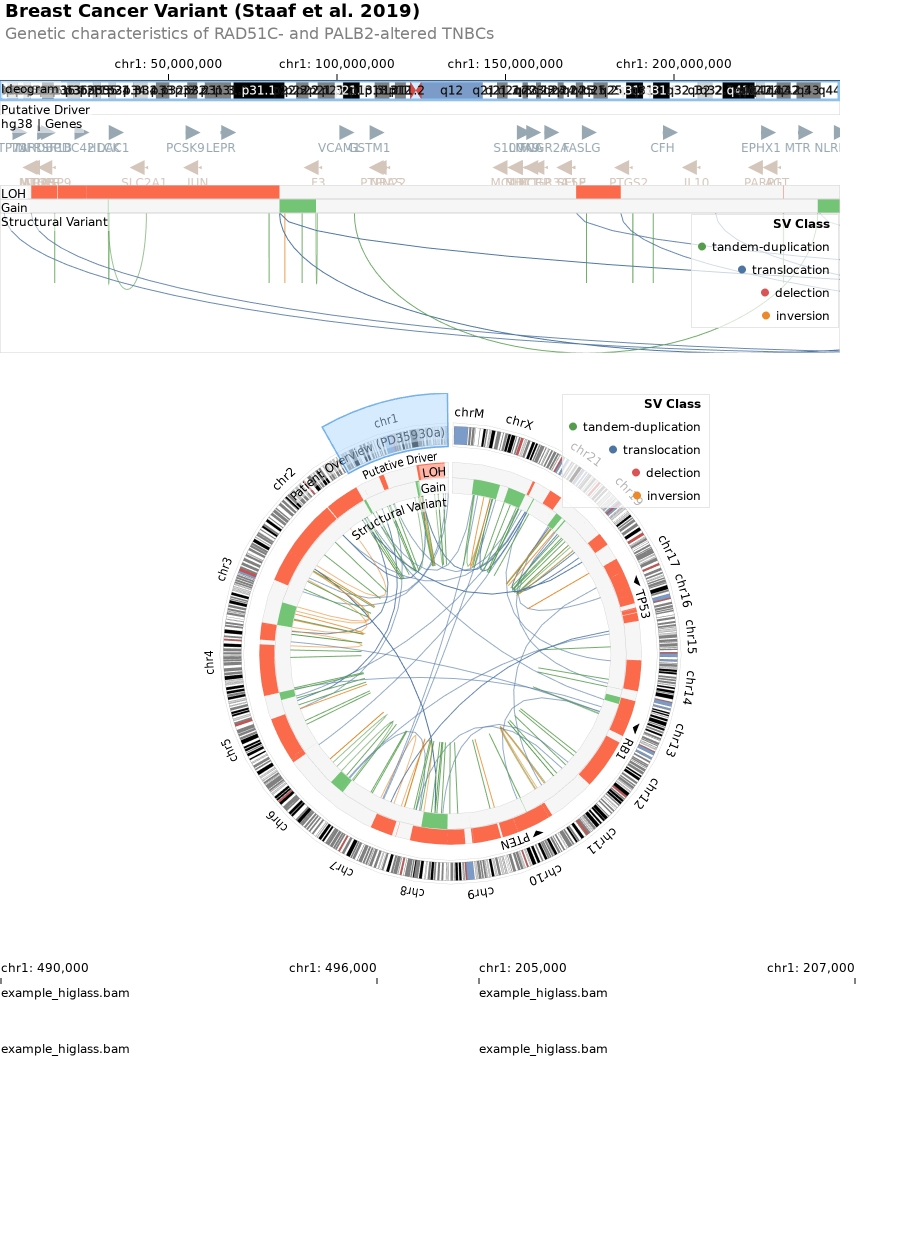 Breast Cancer Variant (Staaf et al. 2019)
Genetic characteristics of RAD51C- and PALB2-altered TNBCs
chr1: 50,000,000 chr1: 100,000,000 chr1: 150,000,000 chr1: 200,000,000
Ideogram p31.1 q12
Putative Driver
hg38 | Genes
HDAC1 PCSK9 LEPR VCAM1 GSTM1 FASLG CFH EPHX1 MTR NLR
SLC2A1 JUN F3 PTGS2 IL10
LOH
Gain
Structural Variant
SV Class
tandem-duplication
translocation
delection
inversion
chr1
chrM
chrX
chr21
chr19
chr17
chr16
chr15
chr14
chr13
chr12
chr11
chr10
chr9
chr8
chr7
chr6
chr5
chr4
chr3
chr2
Patient Overview (PD35930a)
Putative Driver
LOH
Gain
Structural Variant
TP53
RB1
PTEN
SV Class
tandem-duplication
translocation
delection
inversion
chr1: 490,000 chr1: 496,000 chr1: 205,000 chr1: 207,000
example_higlass.bam example_higlass.bam
example_higlass.bam example_higlass.bam